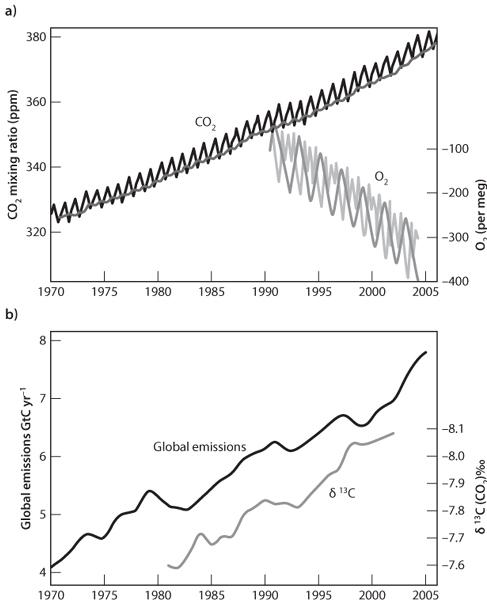 a)
380
360
340
320
CO₂ mixing ratio (ppm)
CO₂
O₂
–100
–200
–300
–400
O₂ (per meg)
1970 1975 1980 1985 1990 1995 2000 2005
b)
8
7
6
5
4
Global emissions GtC yr⁻¹
Global emissions
δ ¹³C
–8.1
–8.0
–7.9
–7.8
–7.7
–7.6
δ ¹³C (CO₂)‰
1970 1975 1980 1985 1990 1995 2000 2005